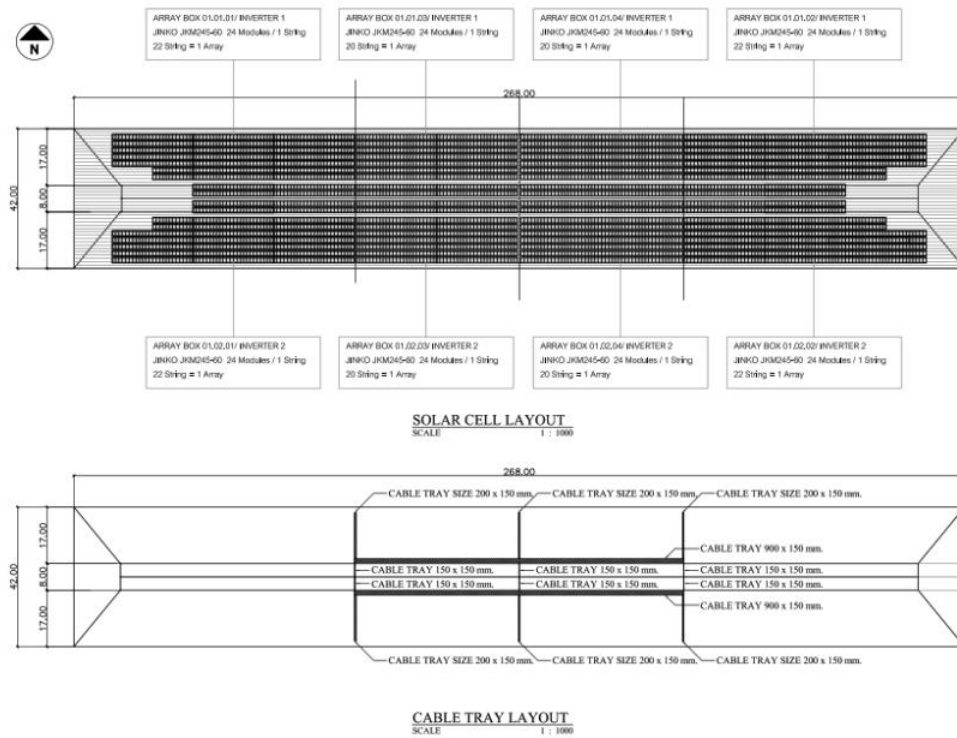 ARRAY BOX 01.01.01/ INVERTER 1
JINKO JKM245-60 24 Modules / 1 String
22 String = 1 Array
ARRAY BOX 01.01.03/ INVERTER 1
JINKO JKM245-60 24 Modules / 1 String
20 String = 1 Array
ARRAY BOX 01.01.04/ INVERTER 1
JINKO JKM245-60 24 Modules / 1 String
20 String = 1 Array
ARRAY BOX 01.01.02/ INVERTER 1
JINKO JKM245-60 24 Modules / 1 String
22 String = 1 Array
N
268.00
42.00
17.00
8.00
17.00
ARRAY BOX 01.02.01/ INVERTER 2
JINKO JKM245-60 24 Modules / 1 String
22 String = 1 Array
ARRAY BOX 01.02.03/ INVERTER 2
JINKO JKM245-60 24 Modules / 1 String
20 String = 1 Array
ARRAY BOX 01.02.04/ INVERTER 2
JINKO JKM245-60 24 Modules / 1 String
20 String = 1 Array
ARRAY BOX 01.02.02/ INVERTER 2
JINKO JKM245-60 24 Modules / 1 String
22 String = 1 Array
SOLAR CELL LAYOUT
SCALE 1 : 1000
268.00
CABLE TRAY SIZE 200 x 150 mm.
CABLE TRAY SIZE 200 x 150 mm.
CABLE TRAY SIZE 200 x 150 mm.
42.00
17.00
8.00
17.00
CABLE TRAY 900 x 150 mm.
CABLE TRAY 150 x 150 mm.
CABLE TRAY 150 x 150 mm.
CABLE TRAY 150 x 150 mm.
CABLE TRAY 150 x 150 mm.
CABLE TRAY 150 x 150 mm.
CABLE TRAY 150 x 150 mm.
CABLE TRAY 900 x 150 mm.
CABLE TRAY SIZE 200 x 150 mm.
CABLE TRAY SIZE 200 x 150 mm.
CABLE TRAY SIZE 200 x 150 mm.
CABLE TRAY LAYOUT
SCALE 1 : 1000